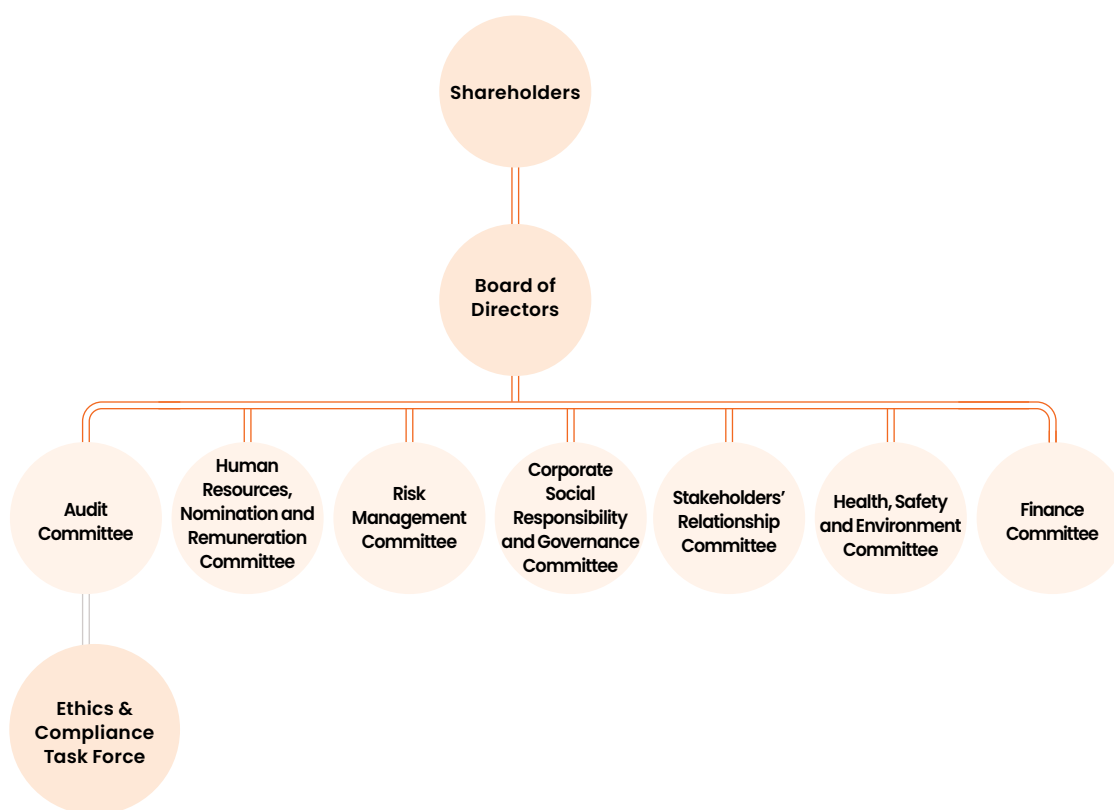 Shareholders
Board of
Directors
Audit
Committee
Human
Resources,
Nomination and
Remuneration
Committee
Risk
Management
Committee
Corporate
Social
Responsibility
and Governance
Committee
Stakeholders’
Relationship
Committee
Health, Safety
and Environment
Committee
Finance
Committee
Ethics &
Compliance
Task Force